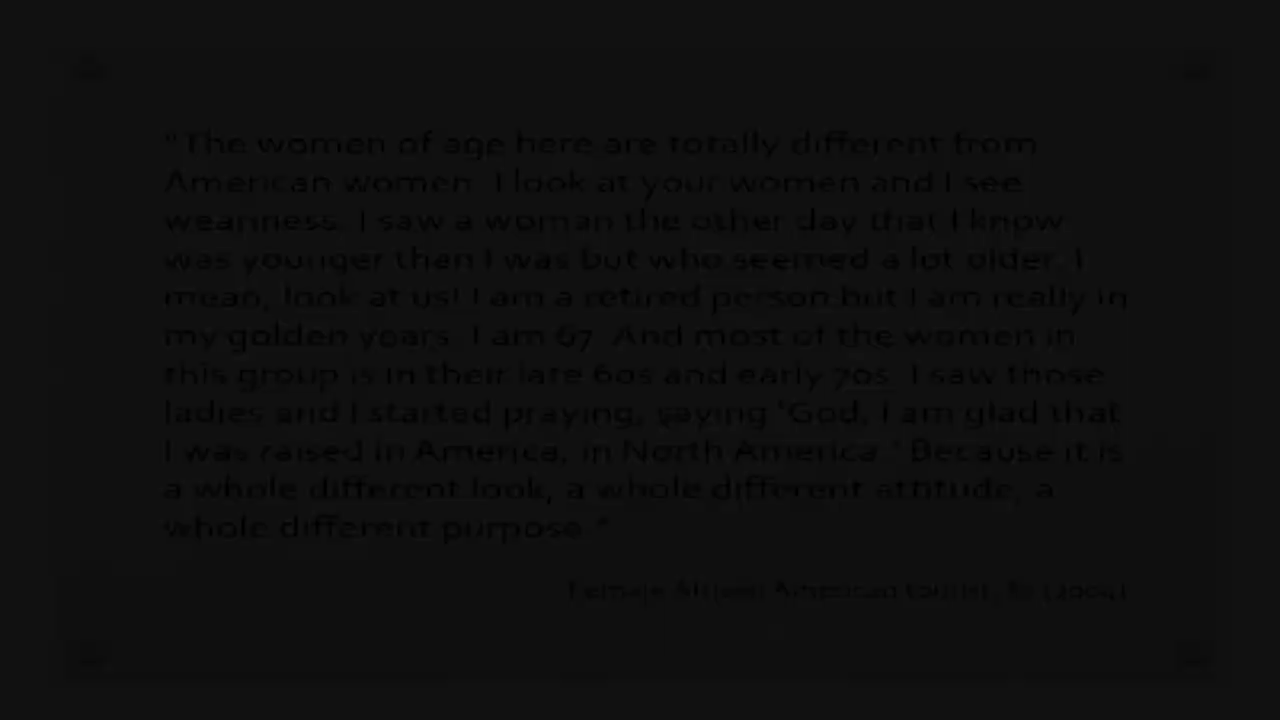 "The women of age here are totally different from
American women. I look at your women and I see
weariness. I saw a woman the other day that I know
was younger than I was but who seemed a lot older. I
mean, look at us! I am a retired person but I am really in
my golden years. I am 67. And most of the women in
this group is in their late 60s and early 70s. I saw those
ladies and I started praying, saying 'God, I am glad that
I was raised in America, in North America.' Because it is
a whole different look, a whole different attitude, a
whole different purpose."
Female African American tourist,